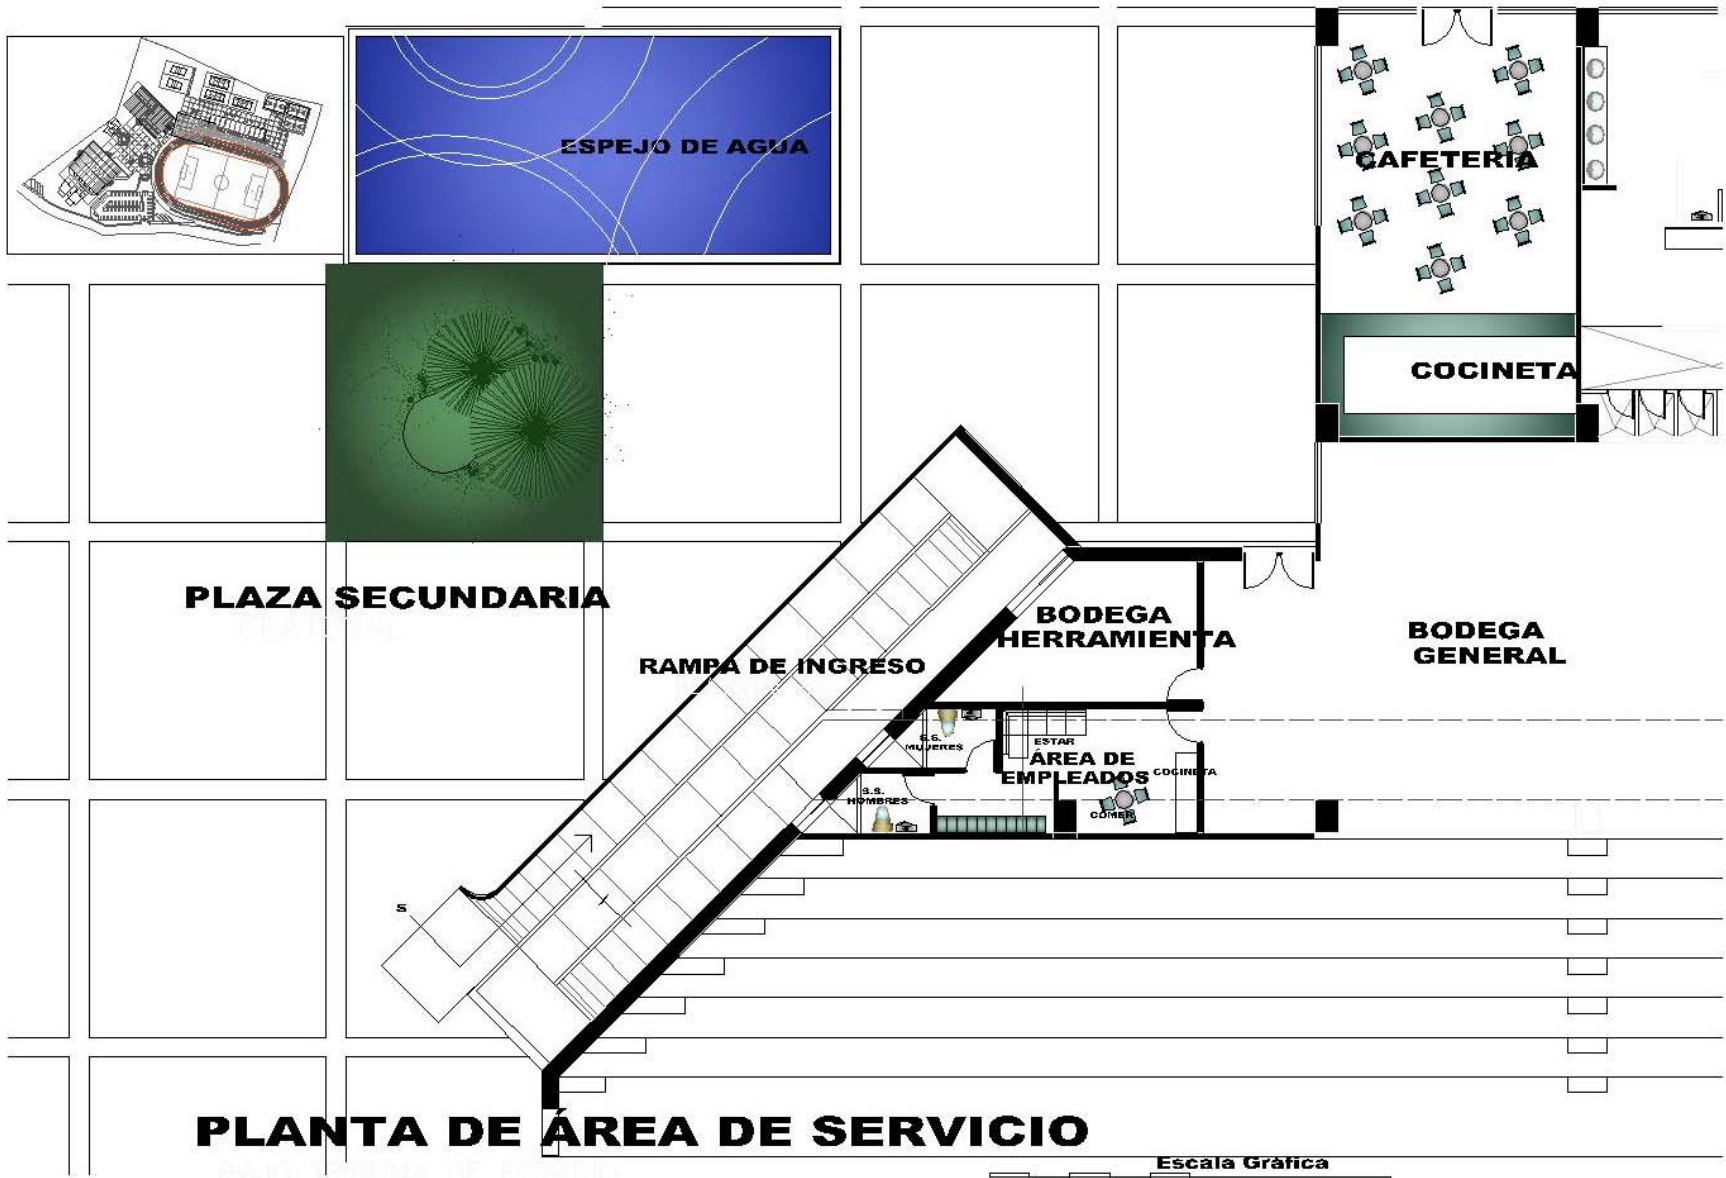 ESPEJO DE AGUA
CAFETERIA
COCINETA
PLAZA SECUNDARIA
BODEGA
HERRAMIENTA
BODEGA
GENERAL
RAMPA DE INGRESO
S.S.
MUJERES
ESTAR
ÁREA DE
EMPLEADOS
COCINETA
S.S.
HOMBRES
COMER
S
PLANTA DE ÁREA DE SERVICIO
Escala Gráfica